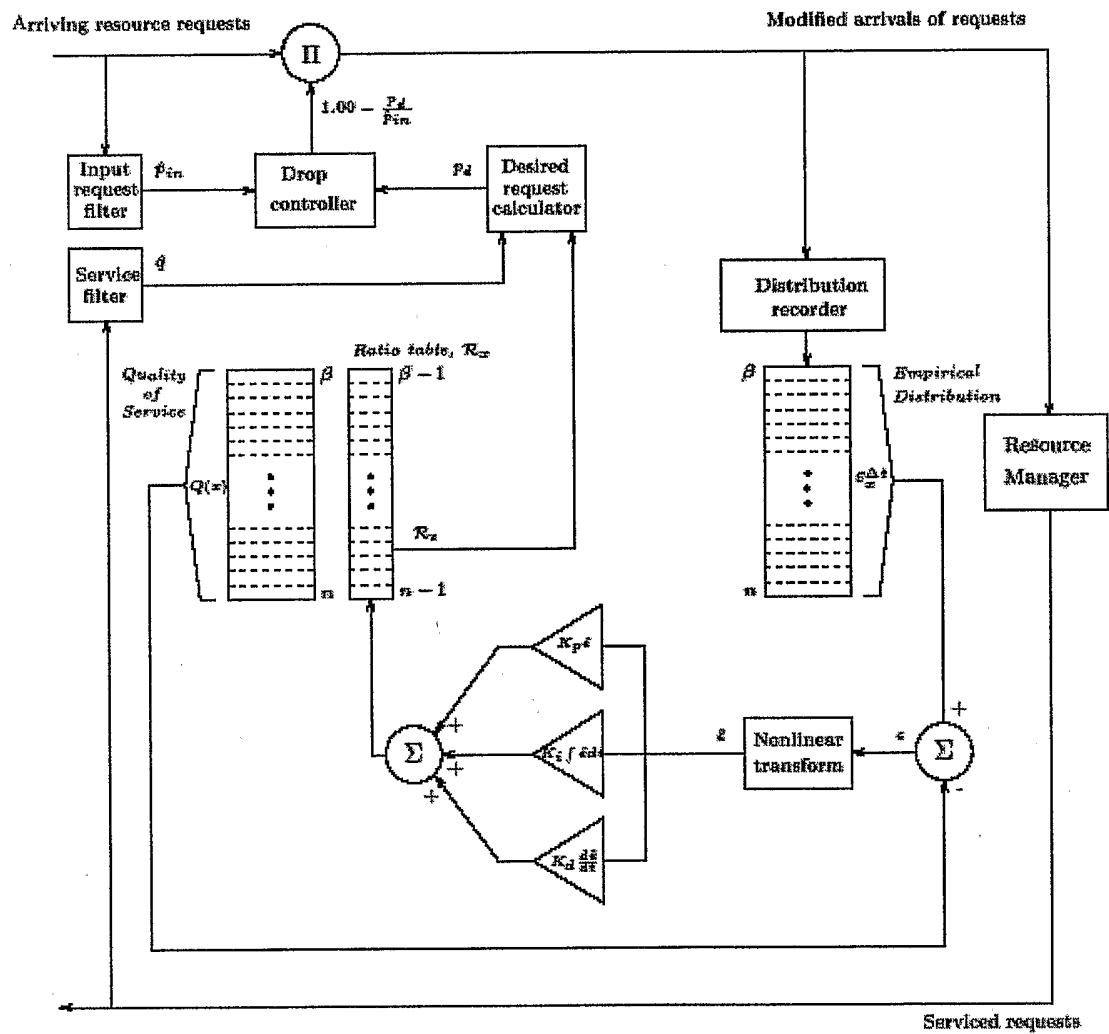 Arriving resource requests
Modified arrivals of requests
Π
1.00 − p_d / p̂_in
Input
request
filter
p̂_in
Drop
controller
p_d
Desired
request
calculator
Service
filter
q̂
Distribution
recorder
Quality
of
Service
Ratio table, R_x
β
β − 1
β
Empirical
Distribution
Resource
Manager
Q(x)
R_x
n
n − 1
n
K_p ê
+
Σ
+
+
K_i ∫ ê dt
ê
Nonlinear
transform
e
+
Σ
-
K_d dê/dt
Serviced requests